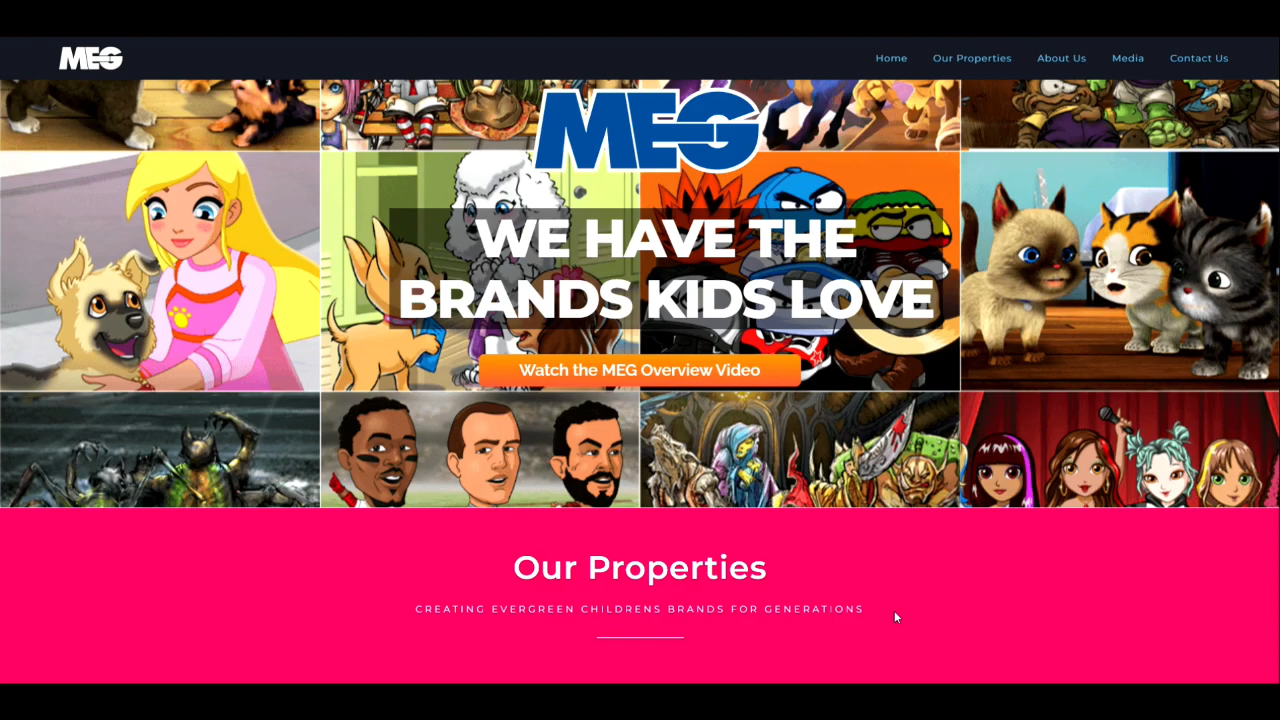 MEG
Home Our Properties About Us Media Contact Us
MEG
WE HAVE THE
BRANDS KIDS LOVE
Watch the MEG Overview Video
Our Properties
CREATING EVERGREEN CHILDRENS BRANDS FOR GENERATIONS